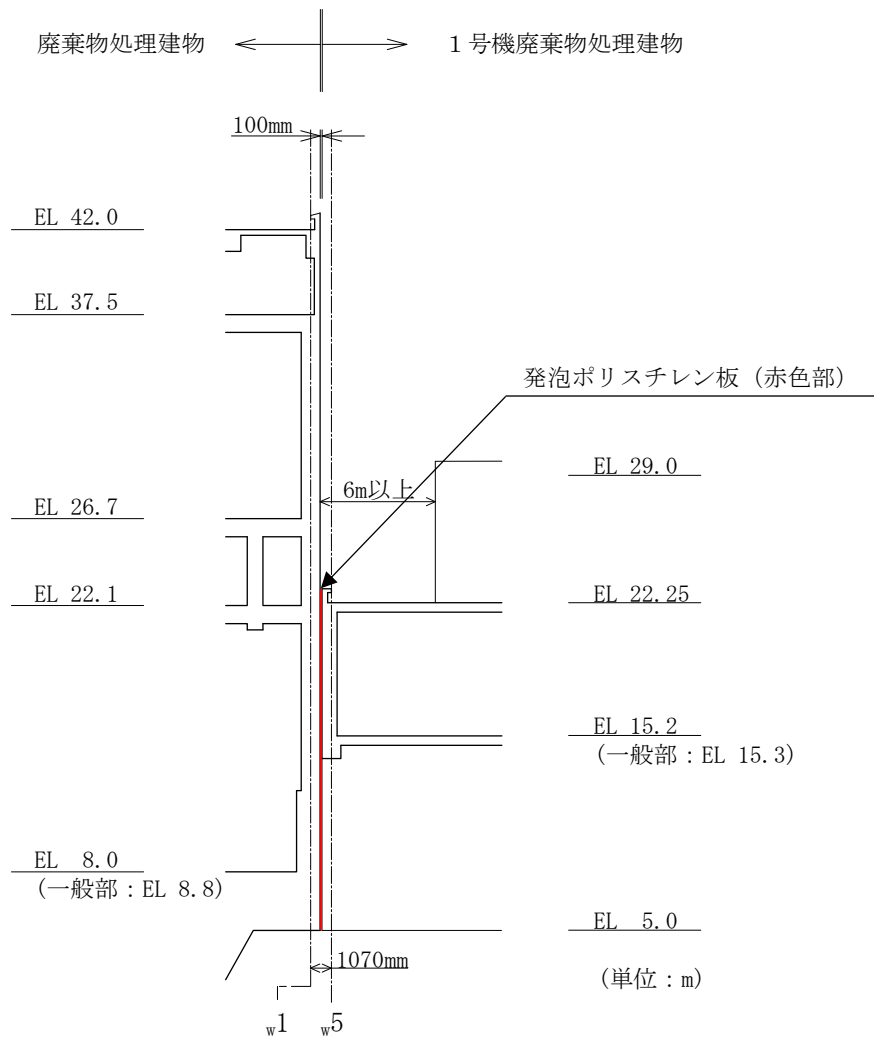 廃棄物処理建物
１号機廃棄物処理建物
100mm
EL 42.0
EL 37.5
発泡ポリスチレン板（赤色部）
EL 29.0
6m以上
EL 26.7
EL 22.1
EL 22.25
EL 15.2
（一般部：EL 15.3）
EL 8.0
（一般部：EL 8.8）
EL 5.0
1070mm
（単位：m）
w1
w5